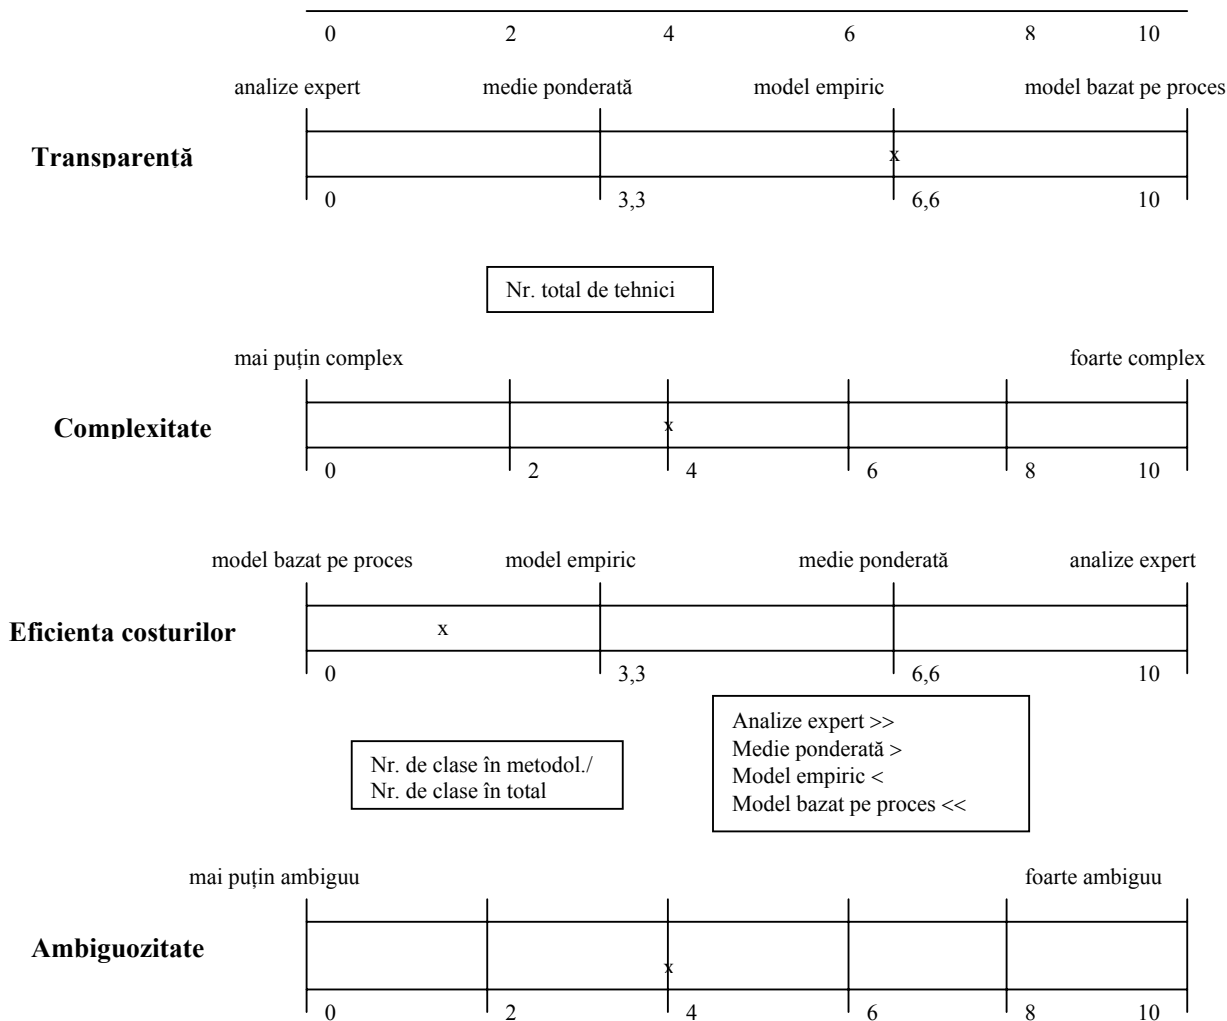 0 2 4 6 8 10
analize expert medie ponderată model empiric model bazat pe proces
Transparență
x
0 3,3 6,6 10
Nr. total de tehnici
mai puțin complex foarte complex
Complexitate
x
0 2 4 6 8 10
model bazat pe proces model empiric medie ponderată analize expert
Eficienta costurilor
x
0 3,3 6,6 10
Nr. de clase în metodol./
Nr. de clase în total
Analize expert >>
Medie ponderată >
Model empiric <
Model bazat pe proces <<
mai puțin ambiguu foarte ambiguu
Ambiguozitate
x
0 2 4 6 8 10